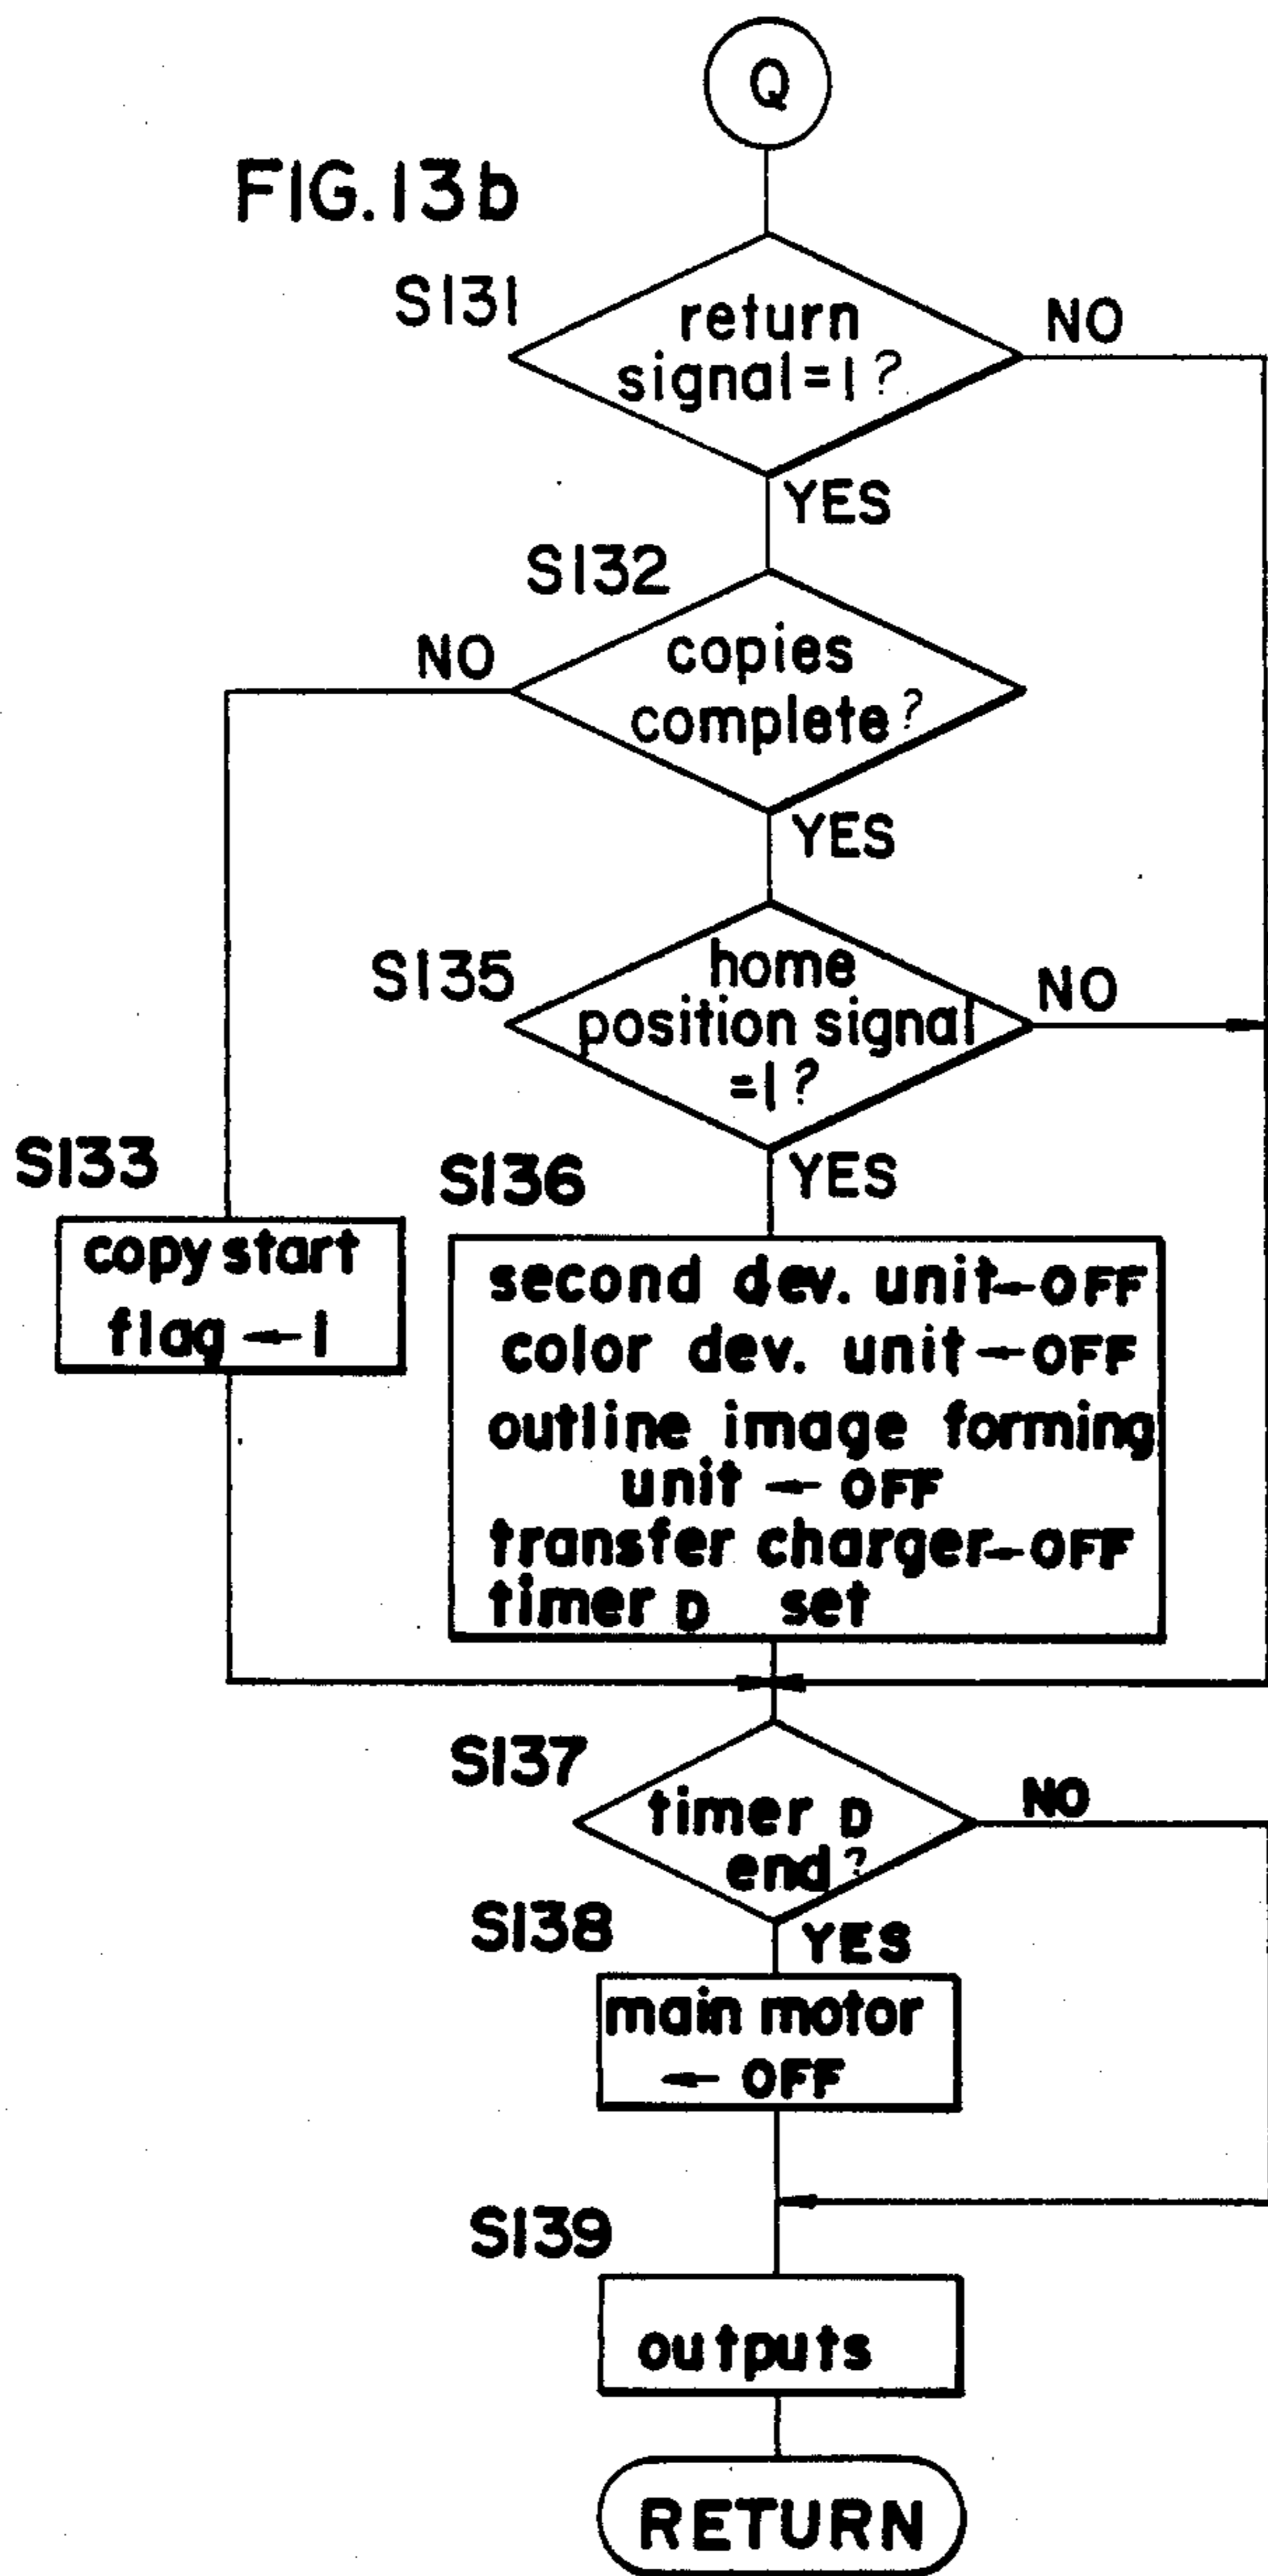 Q
FIG. 13b
S131
return
signal=1?
NO
YES
S132
copies
complete?
NO
YES
S135
home
position signal
=1?
NO
YES
S133
copy start
flag ←1
S136
second dev. unit←OFF
color dev. unit←OFF
outline image forming
unit ← OFF
transfer charger←OFF
timer D set
S137
timer D
end?
NO
YES
S138
main motor
← OFF
S139
outputs
RETURN